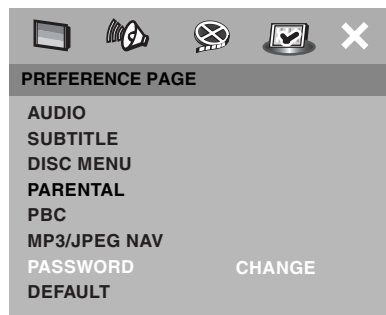 PREFERENCE PAGE
AUDIO
SUBTITLE
DISC MENU
PARENTAL
PBC
MP3/JPEG NAV
PASSWORD CHANGE
DEFAULT